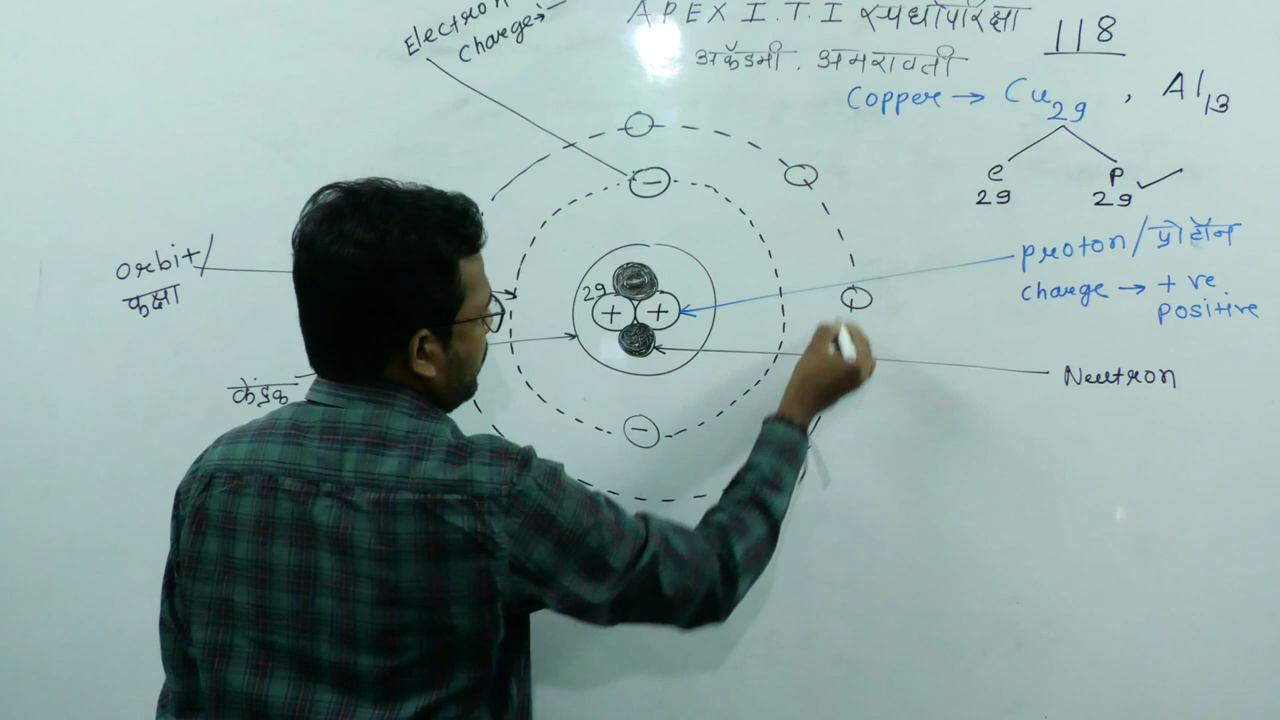 APEX I.T.I स्पर्धापरिक्षा
अकॅडमी. अमरावती
118
Electron
charge:-
Copper → Cu29 , Al13
e P
29 29
proton/प्रोटॉन
charge → +ve
positive
Neutron
orbit/
कक्षा
29
+ +